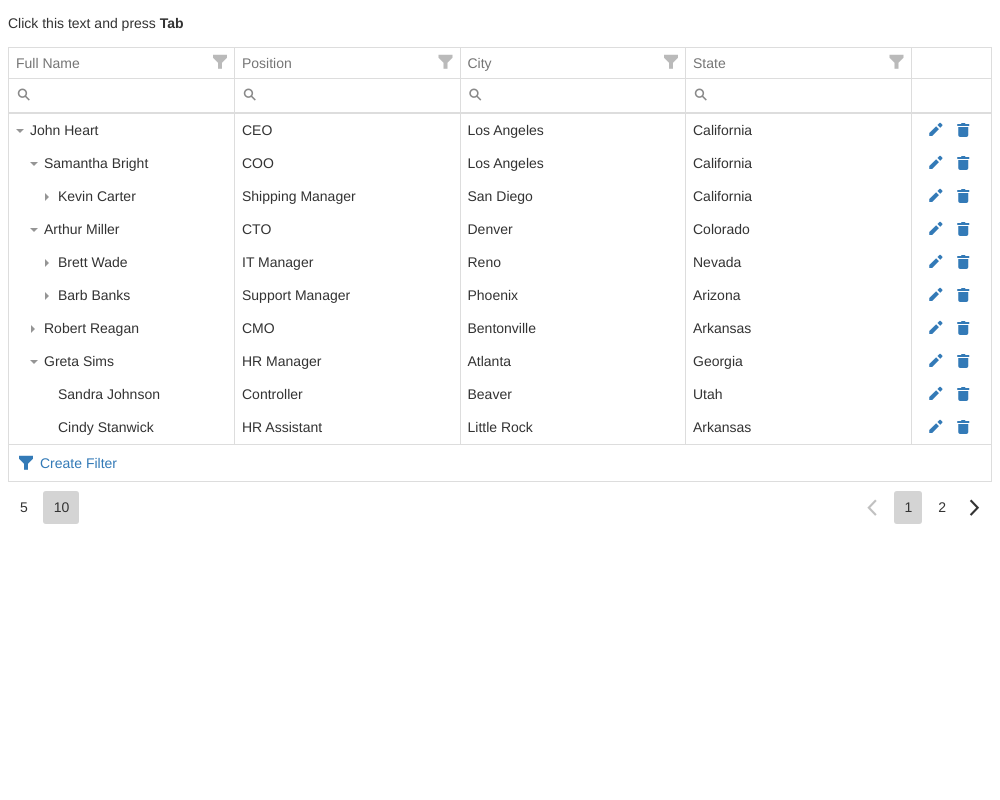 Click this text and press Tab
Full Name Position City State
John Heart CEO Los Angeles California
Samantha Bright COO Los Angeles California
Kevin Carter Shipping Manager San Diego California
Arthur Miller CTO Denver Colorado
Brett Wade IT Manager Reno Nevada
Barb Banks Support Manager Phoenix Arizona
Robert Reagan CMO Bentonville Arkansas
Greta Sims HR Manager Atlanta Georgia
Sandra Johnson Controller Beaver Utah
Cindy Stanwick HR Assistant Little Rock Arkansas
Create Filter
5 10 1 2